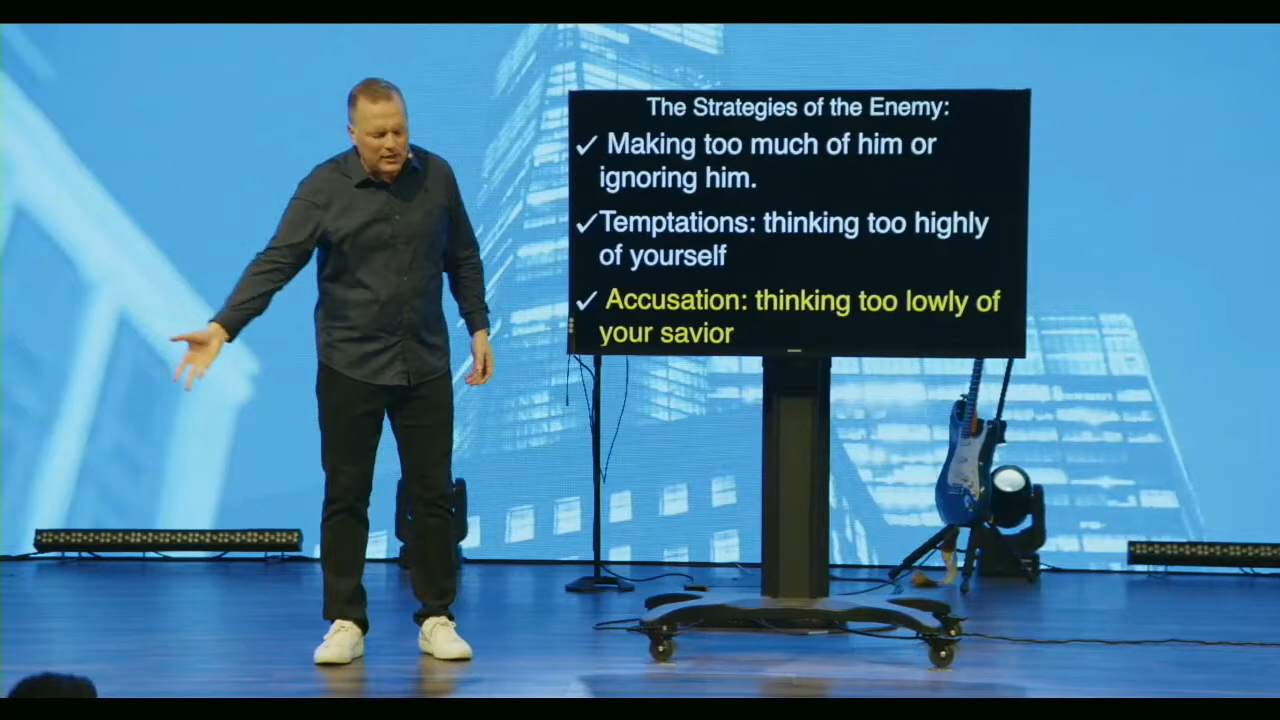 The Strategies of the Enemy:
✓ Making too much of him or
ignoring him.
✓Temptations: thinking too highly
of yourself
✓ Accusation: thinking too lowly of
your savior